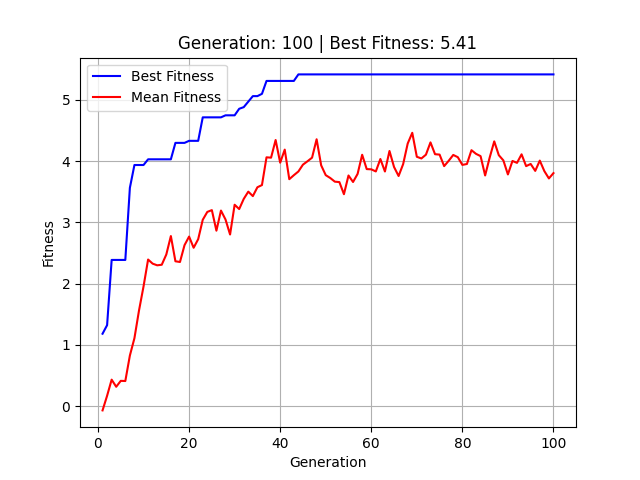 Generation: 100 | Best Fitness: 5.41
Best Fitness
Mean Fitness
5
4
3
2
1
0
Fitness
0 20 40 60 80 100
Generation